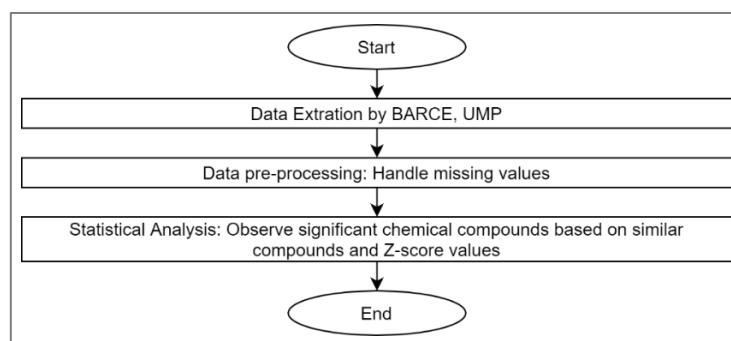 Start
Data Extration by BARCE, UMP
Data pre-processing: Handle missing values
Statistical Analysis: Observe significant chemical compounds based on similar
compounds and Z-score values
End